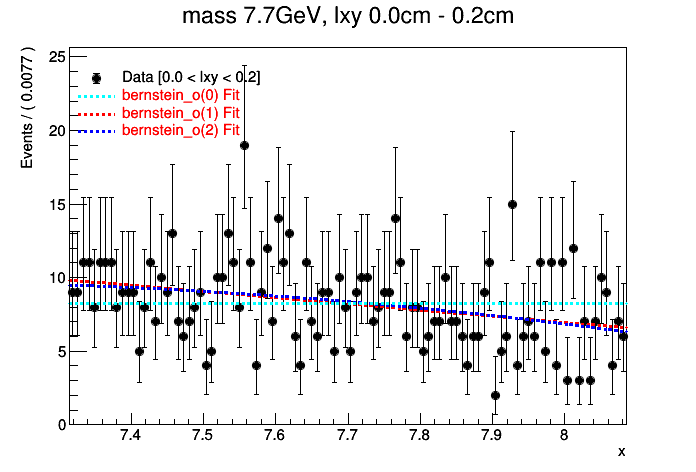 mass 7.7GeV, lxy 0.0cm - 0.2cm
Events / ( 0.0077 )
25
20
15
10
5
0
Data [0.0 < lxy < 0.2]
bernstein_o(0) Fit
bernstein_o(1) Fit
bernstein_o(2) Fit
7.4 7.5 7.6 7.7 7.8 7.9 8
x